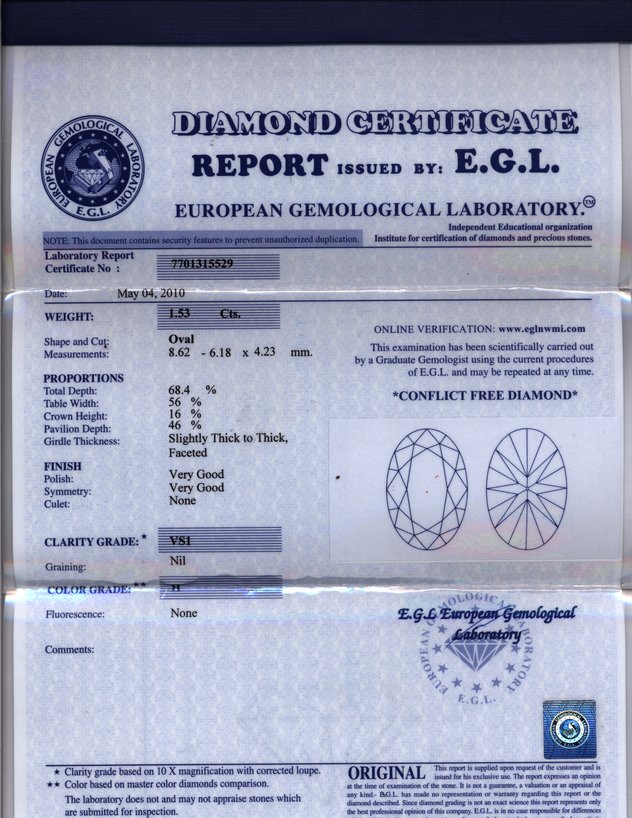 DIAMOND CERTIFICATE
REPORT ISSUED BY: E.G.L.
EUROPEAN GEMOLOGICAL LABORATORY.™
EUROPEAN GEMOLOGICAL LABORATORY
E.G.L.
Independent Educational organization
NOTE: This document contains security features to prevent unauthorized duplication.
Institute for certification of diamonds and precious stones.
Laboratory Report
Certificate No : 7701315529
Date: May 04, 2010
WEIGHT: 1.53 Cts.
Shape and Cut: Oval
Measurements: 8.62 - 6.18 x 4.23 mm.
PROPORTIONS
Total Depth: 68.4 %
Table Width: 56 %
Crown Height: 16 %
Pavilion Depth: 46 %
Girdle Thickness: Slightly Thick to Thick,
Faceted
FINISH
Polish: Very Good
Symmetry: Very Good
Culet: None
CLARITY GRADE:★ VS1
Graining: Nil
COLOR GRADE:★★ H
Fluorescence: None
Comments:
ONLINE VERIFICATION: www.eglnwmi.com
This examination has been scientifically carried out
by a Graduate Gemologist using the current procedures
of E.G.L. and may be repeated at any time.
*CONFLICT FREE DIAMOND*
E.G.L European Gemological
Laboratory
EUROPEAN GEMOLOGICAL LABORATORY
E.G.L.
★ Clarity grade based on 10 X magnification with corrected loupe.
★★ Color based on master color diamonds comparison.
The laboratory does not and may not appraise stones which
are submitted for inspection.
ORIGINAL This report is supplied upon request of the customer and is
issued for his exclusive use. The report expresses an opinion
at the time of examination of the stone. It is not a guarantee, a valuation or an appraisal of
any kind.- has made no representation or warranty regarding this report or the
diamond described. Since diamond grading is not an exact science this report represents only
the best professional opinion of this company. E.G.L. is in no case responsible for differences